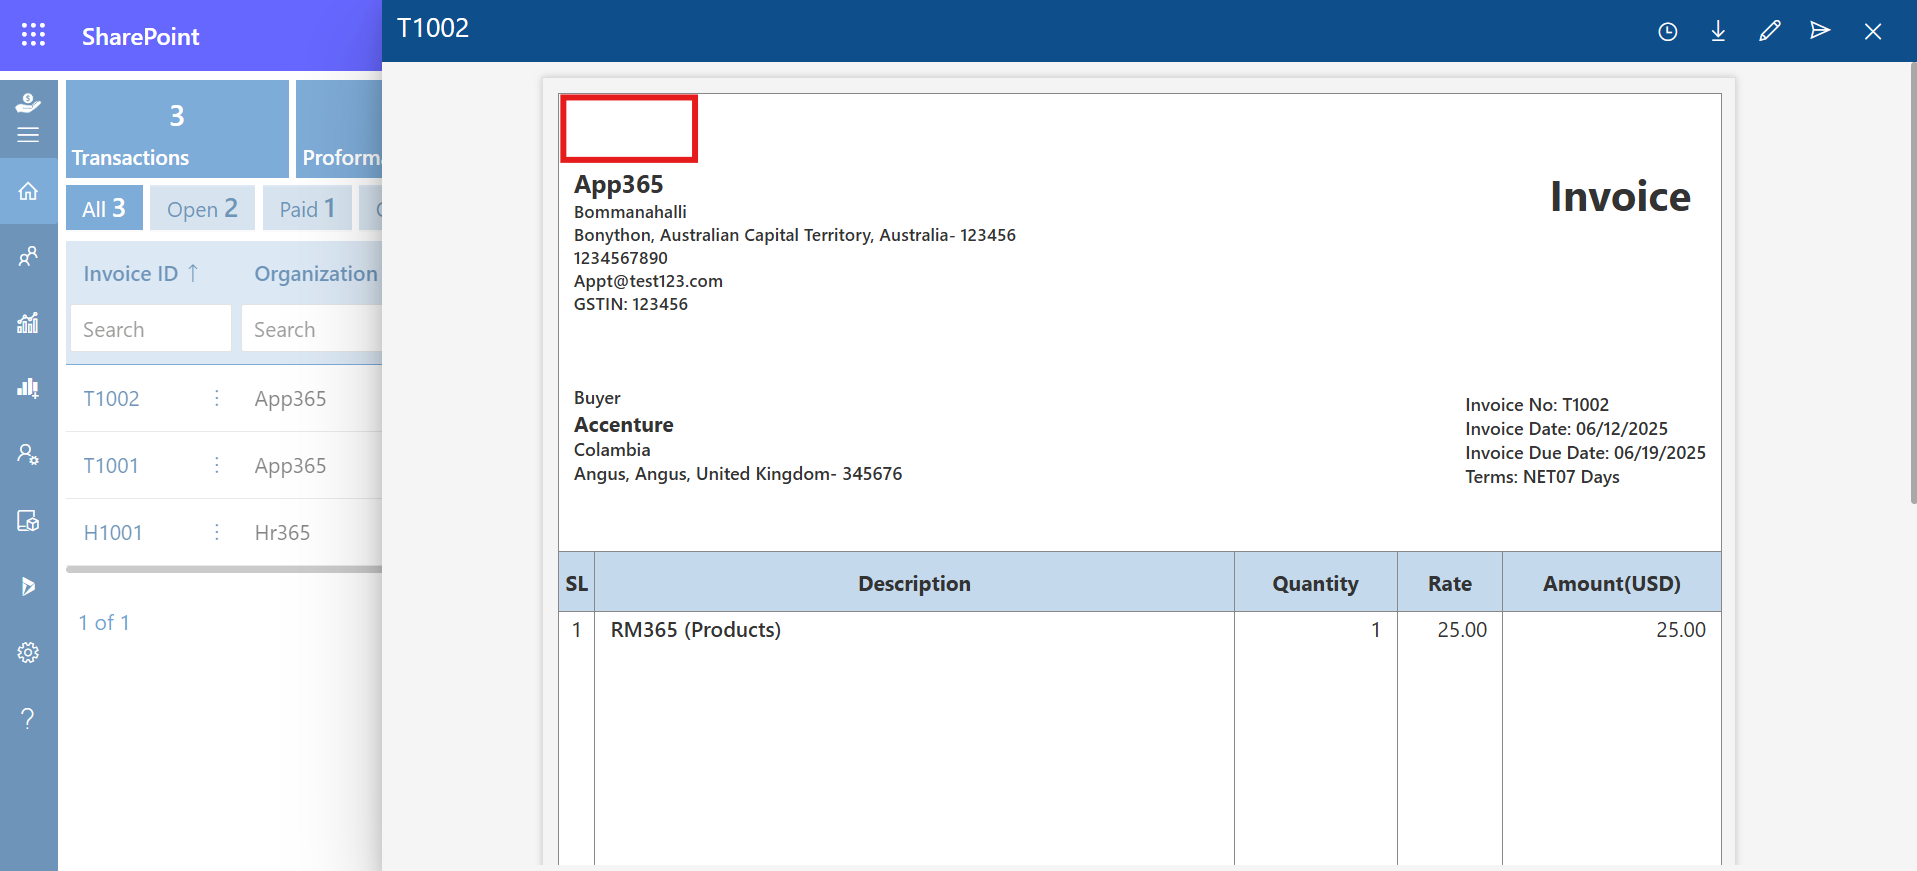 SharePoint
T1002
3
Transactions
Proforma
All 3
Open 2
Paid 1
Invoice ID ↑
Organization
Search
Search
T1002
App365
T1001
App365
H1001
Hr365
1 of 1
App365
Bommanahalli
Bonython, Australian Capital Territory, Australia- 123456
1234567890
Appt@test123.com
GSTIN: 123456
Invoice
Buyer
Accenture
Colambia
Angus, Angus, United Kingdom- 345676
Invoice No: T1002
Invoice Date: 06/12/2025
Invoice Due Date: 06/19/2025
Terms: NET07 Days
SL Description Quantity Rate Amount(USD)
1 RM365 (Products) 1 25.00 25.00